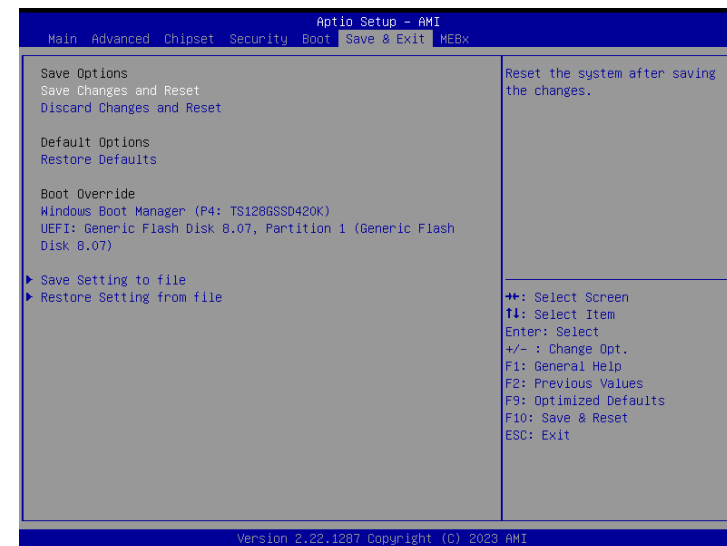 Aptio Setup – AMI
Main Advanced Chipset Security Boot Save & Exit MEBx
Save Options
Save Changes and Reset
Discard Changes and Reset
Default Options
Restore Defaults
Boot Override
Windows Boot Manager (P4: TS128GSSD420K)
UEFI: Generic Flash Disk 8.07, Partition 1 (Generic Flash
Disk 8.07)
Save Setting to file
Restore Setting from file
Reset the system after saving
the changes.
→←: Select Screen
↑↓: Select Item
Enter: Select
+/- : Change Opt.
F1: General Help
F2: Previous Values
F9: Optimized Defaults
F10: Save & Reset
ESC: Exit
Version 2.22.1287 Copyright (C) 2023 AMI